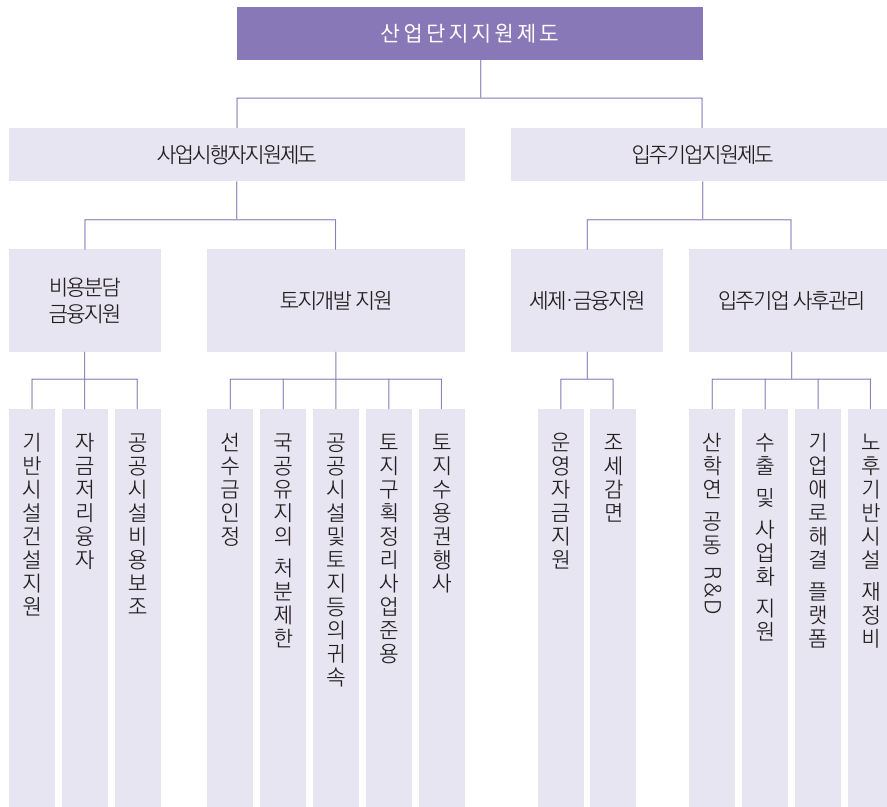 산업단지지원제도
사업시행자지원제도
입주기업지원제도
비용분담
금융지원
토지개발 지원
세제·금융지원
입주기업 사후관리
기반시설건설지원
자금저리융자
공공시설비용보조
선수금인정
국공유지의 처분제한
공공시설및토지등의귀속
토지구획정리사업준용
토지수용권행사
운영자금지원
조세감면
산학연 공동 R&D
수출 및 사업화 지원
기업애로해결 플랫폼
노후기반시설 재정비